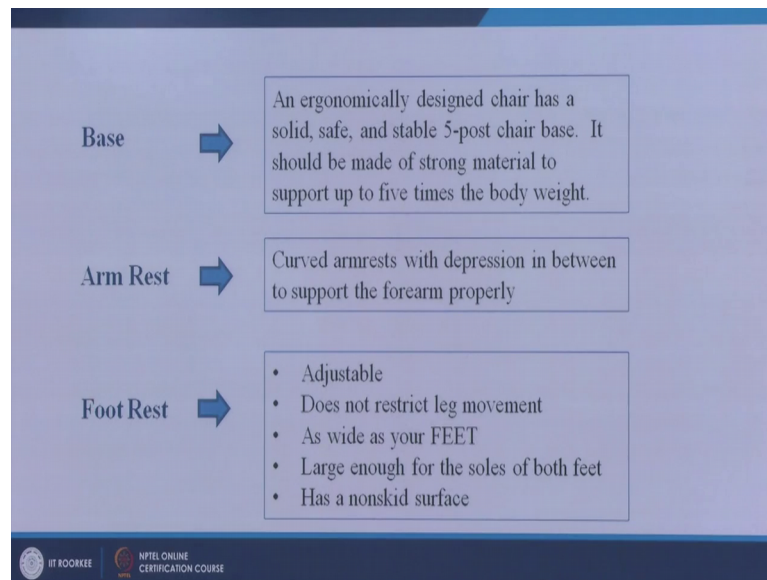 Base
An ergonomically designed chair has a
solid, safe, and stable 5-post chair base. It
should be made of strong material to
support up to five times the body weight.
Arm Rest
Curved armrests with depression in between
to support the forearm properly
Foot Rest
• Adjustable
• Does not restrict leg movement
• As wide as your FEET
• Large enough for the soles of both feet
• Has a nonskid surface
IIT ROORKEE
NPTEL ONLINE
CERTIFICATION COURSE
NPTEL